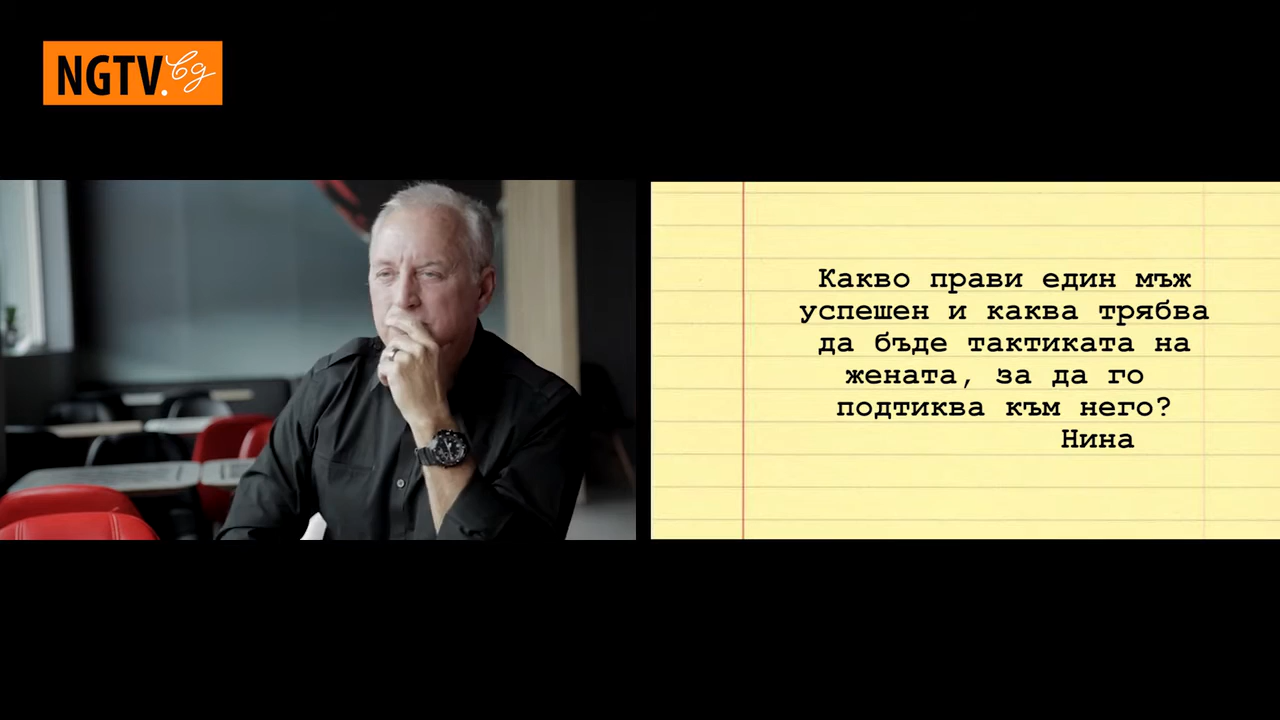 NGTV.bg
Какво прави един мъж
успешен и каква трябва
да бъде тактиката на
жената, за да го
подтиква към него?
Нина